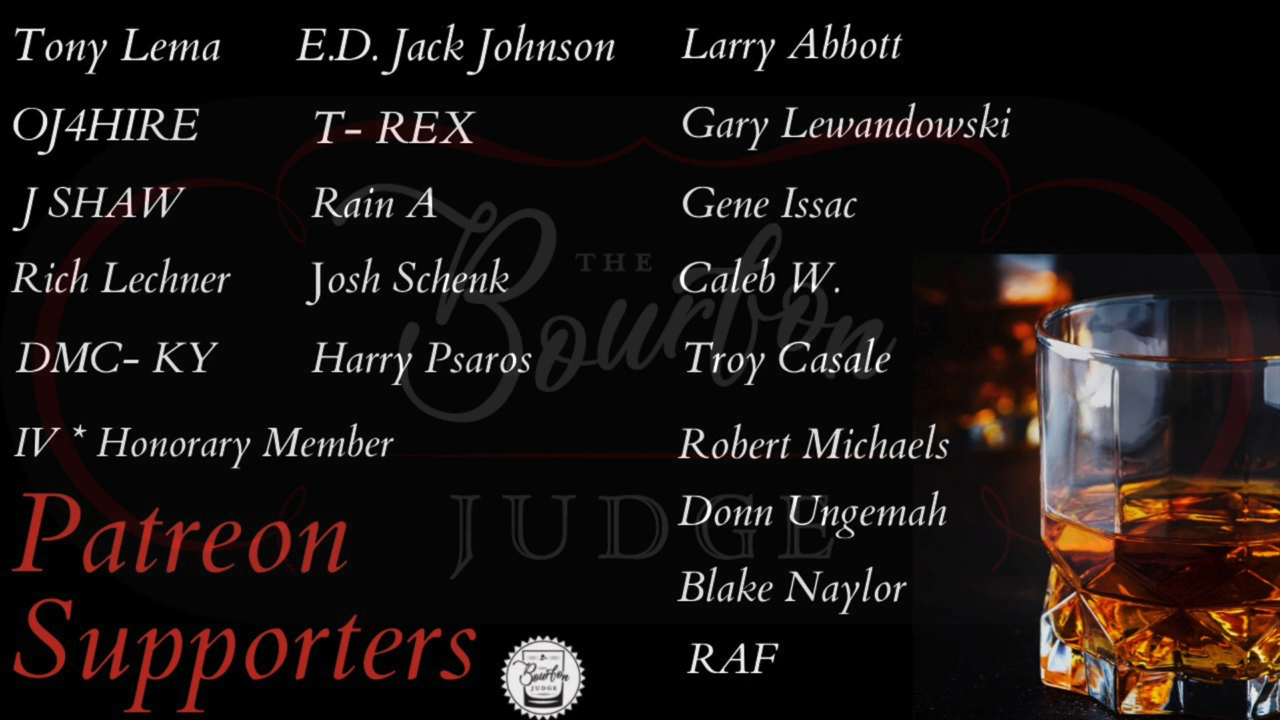 Tony Lema
E.D. Jack Johnson
Larry Abbott
OJ4HIRE
T- REX
Gary Lewandowski
J SHAW
Rain A
Gene Issac
Rich Lechner
Josh Schenk
Caleb W.
DMC- KY
Harry Psaros
Troy Casale
IV * Honorary Member
Robert Michaels
Donn Ungemah
Blake Naylor
RAF
Patreon
Supporters
THE
Bourbon
JUDGE
Bourbon
JUDGE